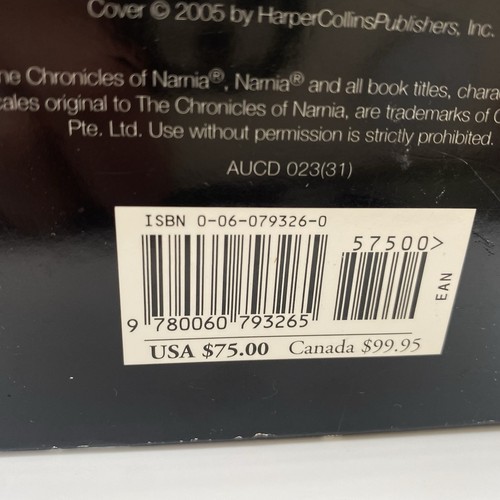 Cover © 2005 by HarperCollinsPublishers, Inc.
Chronicles of Narnia®, Narnia® and all book titles,
original to The Chronicles of Narnia, are trademarks of
Pte. Ltd. Use without permission is strictly prohibited.
AUCD 023(31)
ISBN 0-06-079326-0
57500>
EAN
9 780060 793265
USA $75.00 Canada $99.95